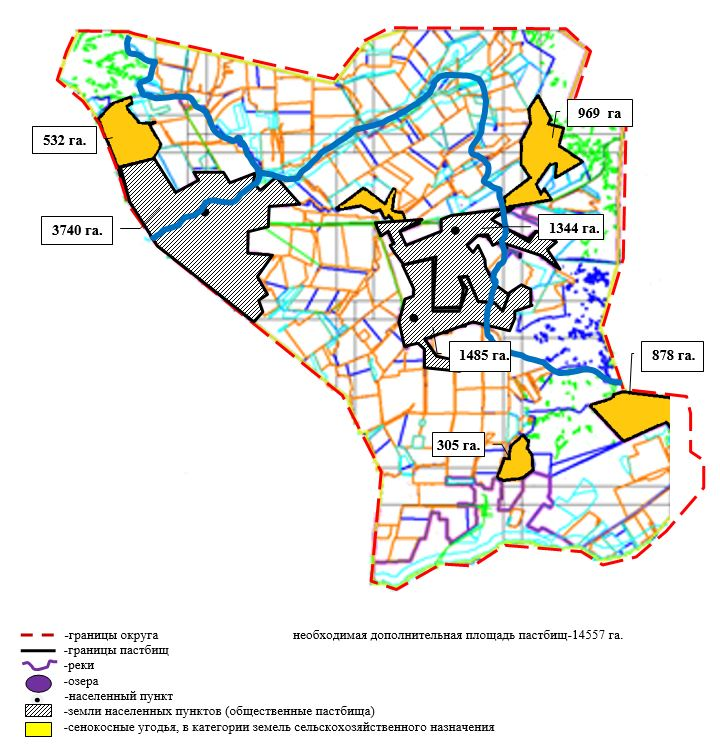 969 га
532 га.
1344 га.
3740 га.
1485 га.
878 га.
305 га.
-границы округа
необходимая дополнительная площадь пастбищ-14557 га.
-границы пастбищ
-реки
-озера
-населенный пункт
-земли населенных пунктов (общественные пастбища)
-сенокосные угодья, в категории земель сельскохозяйственного назначения